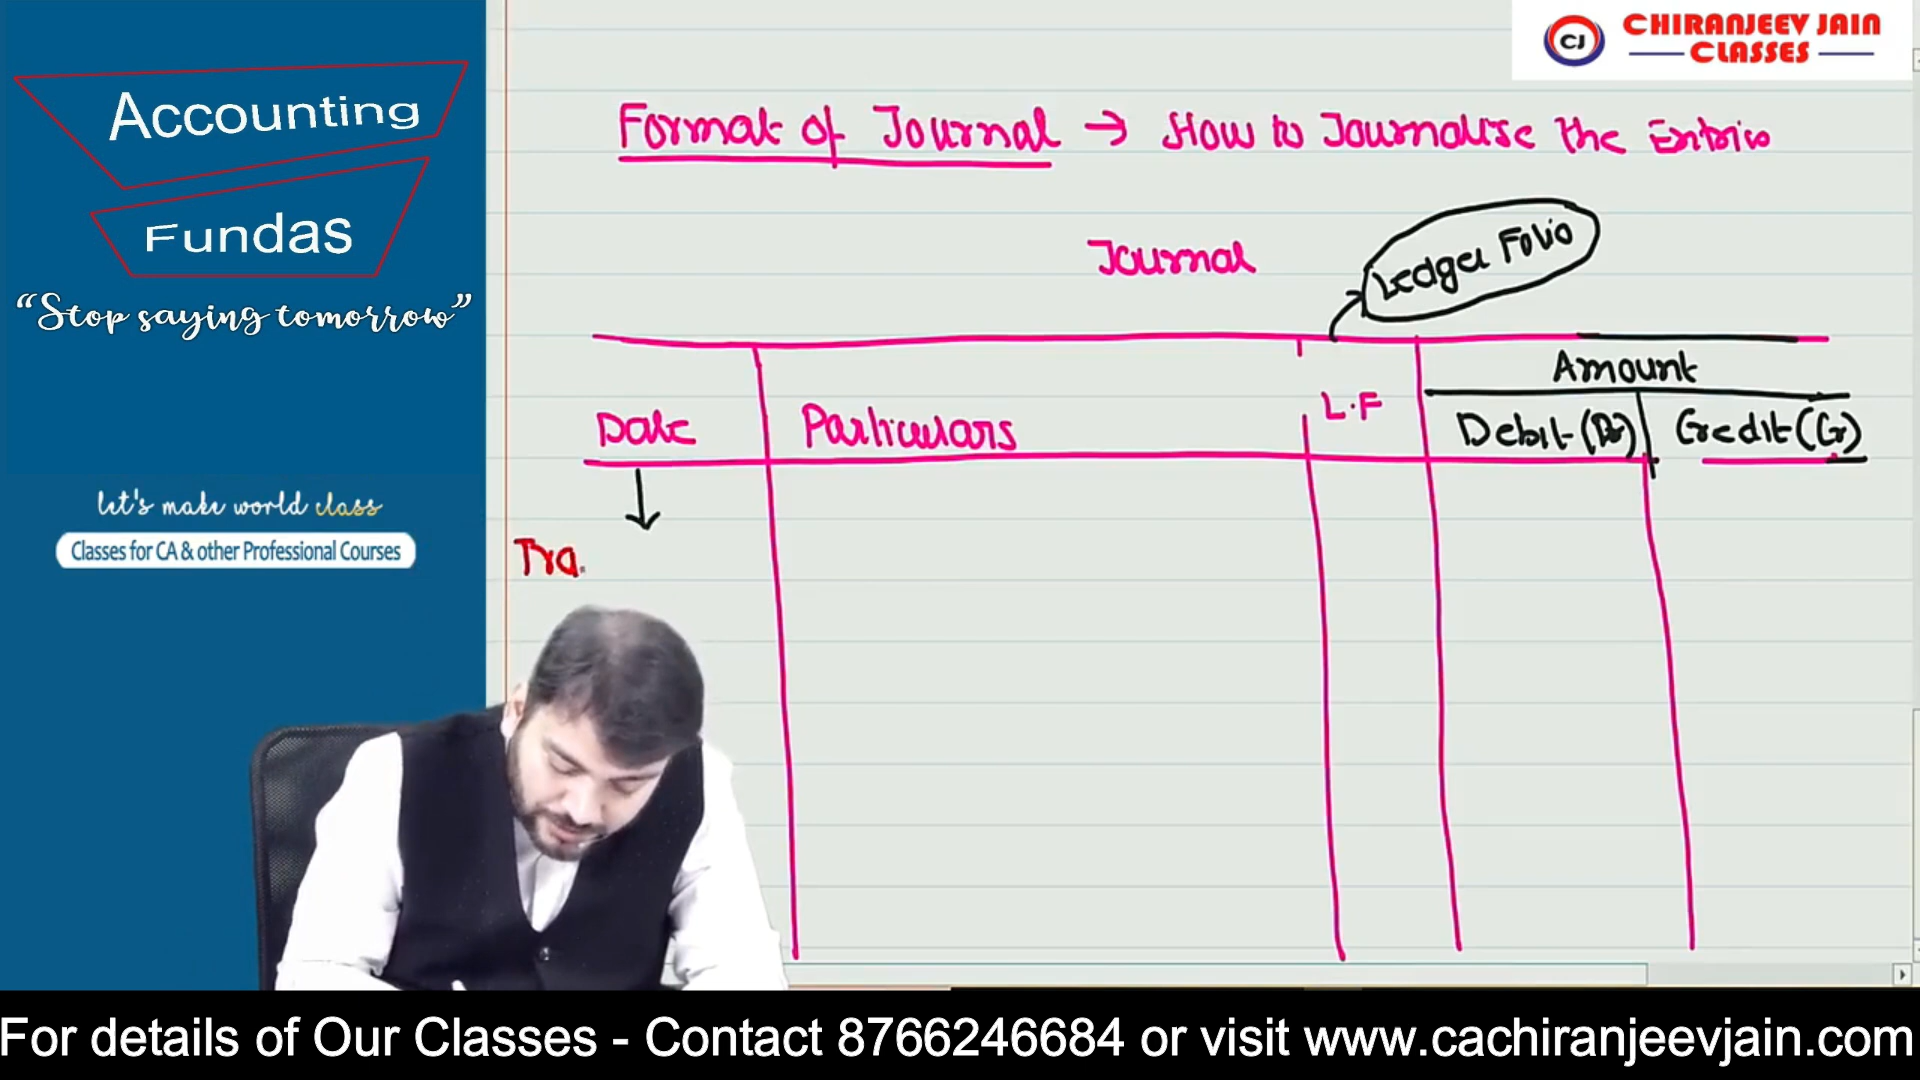 CHIRANJEEV JAIN
CJ
CLASSES
Accounting
Fundas
“Stop saying tomorrow”
let's make world class
Classes for CA & other Professional Courses
Format of Journal → How to Journalise the Entries
Journal
Ledger Folio
Amount
Date
Particulars
L.F
Debit (Dr)
Credit (Cr)
Tra
For details of Our Classes - Contact 8766246684 or visit www.cachiranjeevjain.com